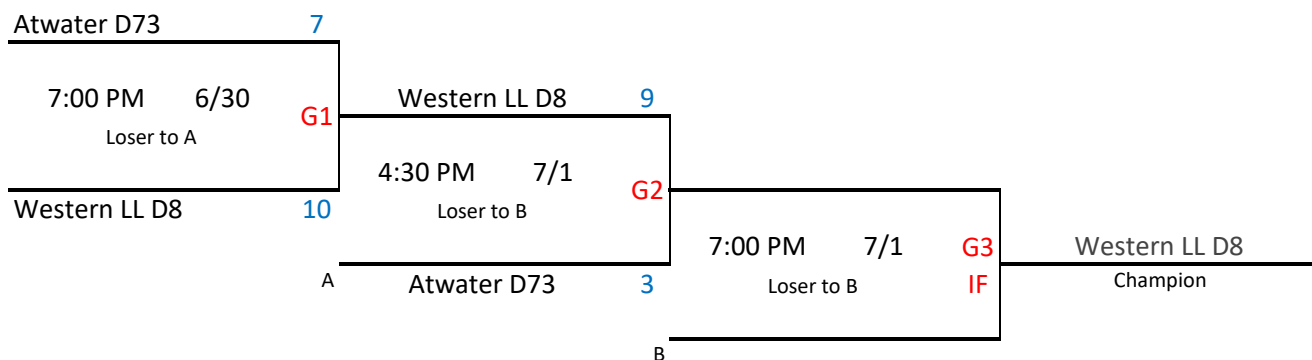 Atwater D73 7
7:00 PM 6/30
G1
Loser to A
Western LL D8 10
Western LL D8 9
4:30 PM 7/1
G2
Loser to B
A
Atwater D73 3
7:00 PM 7/1
G3
Loser to B
IF
B
Western LL D8
Champion